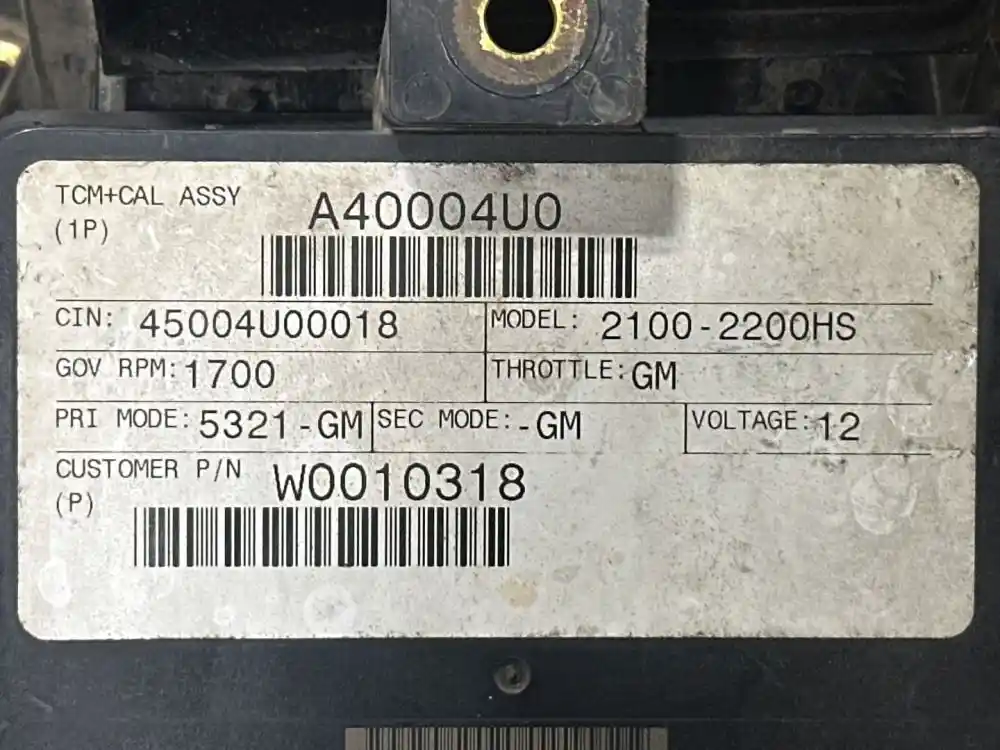 TCM+CAL ASSY A40004U0
(1P)
CIN: 45004U00018 MODEL: 2100-2200HS
GOV RPM: 1700 THROTTLE: GM
PRI MODE: 5321-GM SEC MODE: -GM VOLTAGE: 12
CUSTOMER P/N W0010318
(P)